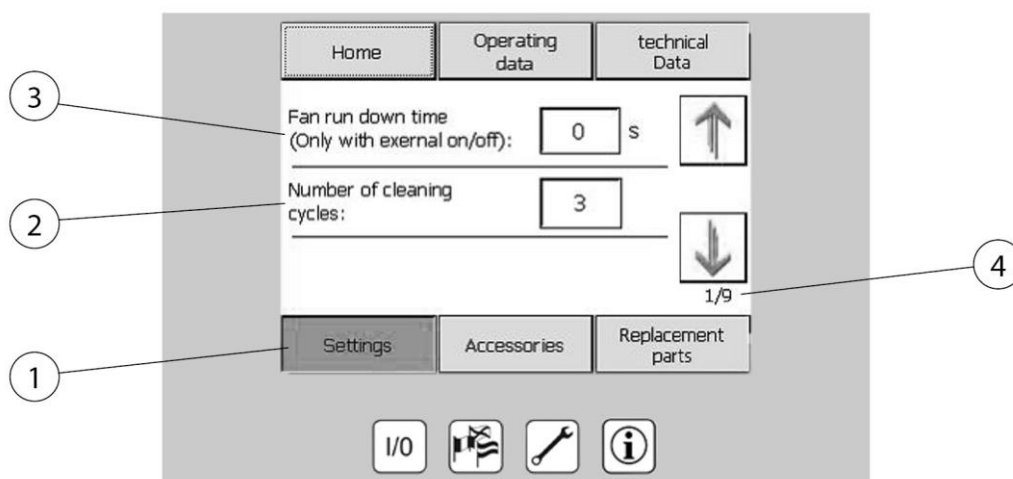 Home
Operating
data
technical
Data
3
Fan run down time
(Only with exernal on/off):
0
s
2
Number of cleaning
cycles:
3
4
1/9
1
Settings
Accessories
Replacement
parts
I/0
i